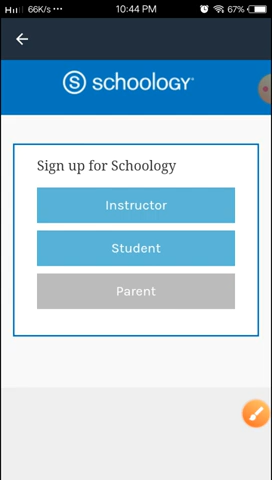 66K/s ••• 10:44 PM 67%
S schoology
Sign up for Schoology
Instructor
Student
Parent